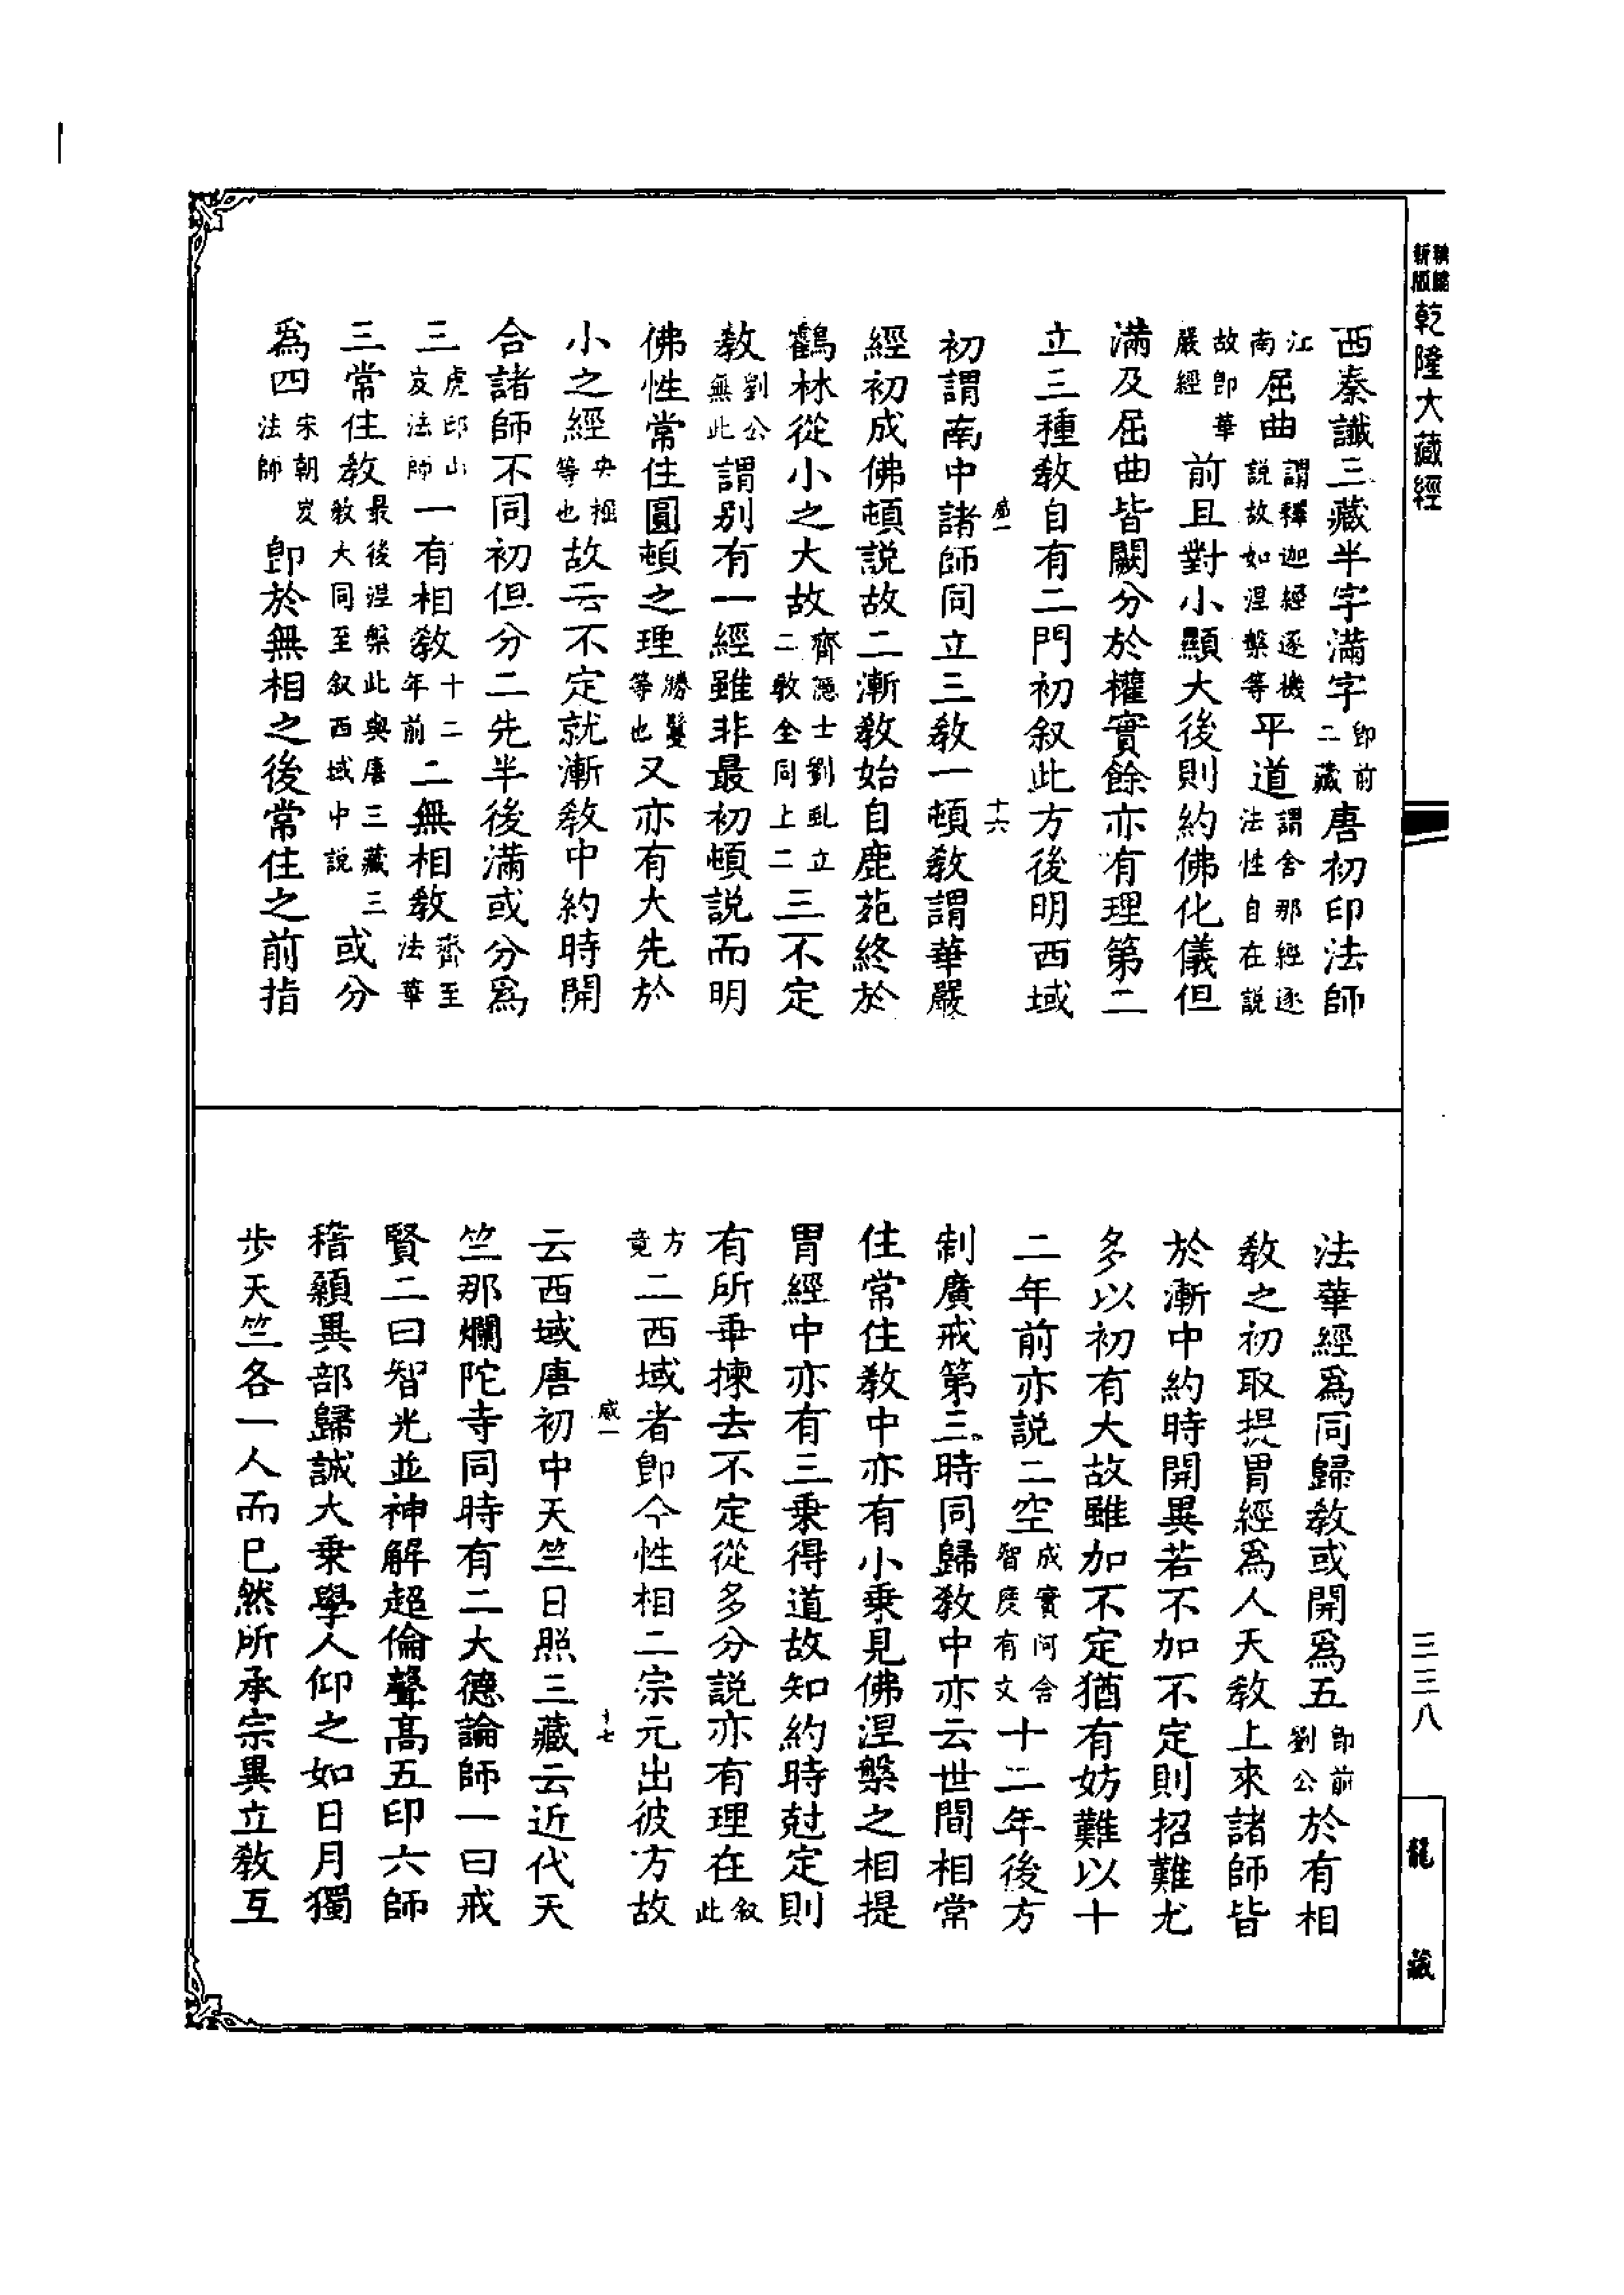 新版
乾隆大藏經
西秦讖三藏半字滿字即前二藏唐初印法師
江南屈曲謂釋迦經逐機說故如涅槃等平道謂舍那經逐法性自在說
故即華嚴經前且對小顯大後則約佛化儀但
滿及屈曲皆闕分於權實餘亦有理第二
立三種教自有二門初叙此方後明西域
十六
初謂南中諸師同立三教一頓教謂華嚴
經初成佛頓說故二漸教始自鹿苑終於
鶴林從小之大故齊隱士劉虬立二教全同上二三不定
教劉公無此謂別有一經雖非最初頓說而明
佛性常住圓頓之理勝鬘等也又亦有大先於
小之經央掘等也故云不定就漸教中約時開
合諸師不同初但分二先半後滿或分爲
三虎邱山岌法師一有相教十二年前二無相教齊至法華
三常住教最後涅槃此與唐三藏三教大同至叙西域中說或分
爲四宋朝岌法師即於無相之後常住之前指
法華經爲同歸教或開爲五即前劉公於有相
教之初取提胃經爲人天教上來諸師皆
於漸中約時開異若不加不定則招難尤
多以初有大故雖加不定猶有妨難以十
二年前亦說二空成實阿含智度有文十二年後方
制廣戒第三時同歸教中亦云世間相常
住常住教中亦有小乗見佛涅槃之相提
胃經中亦有三乗得道故知約時尅定則
有所乖揀去不定從多分說亦有理在叙此
方竟二西域者即今性相二宗元出彼方故
咸一
十七
云西域唐初中天竺日照三藏云近代天
竺那爛陀寺同時有二大德論師一曰戒
賢二曰智光並神解超倫聲高五印六師
稽顙異部歸誠大乗學人仰之如日月獨
步天竺各一人而已然所承宗異立教互
三三八
龍藏